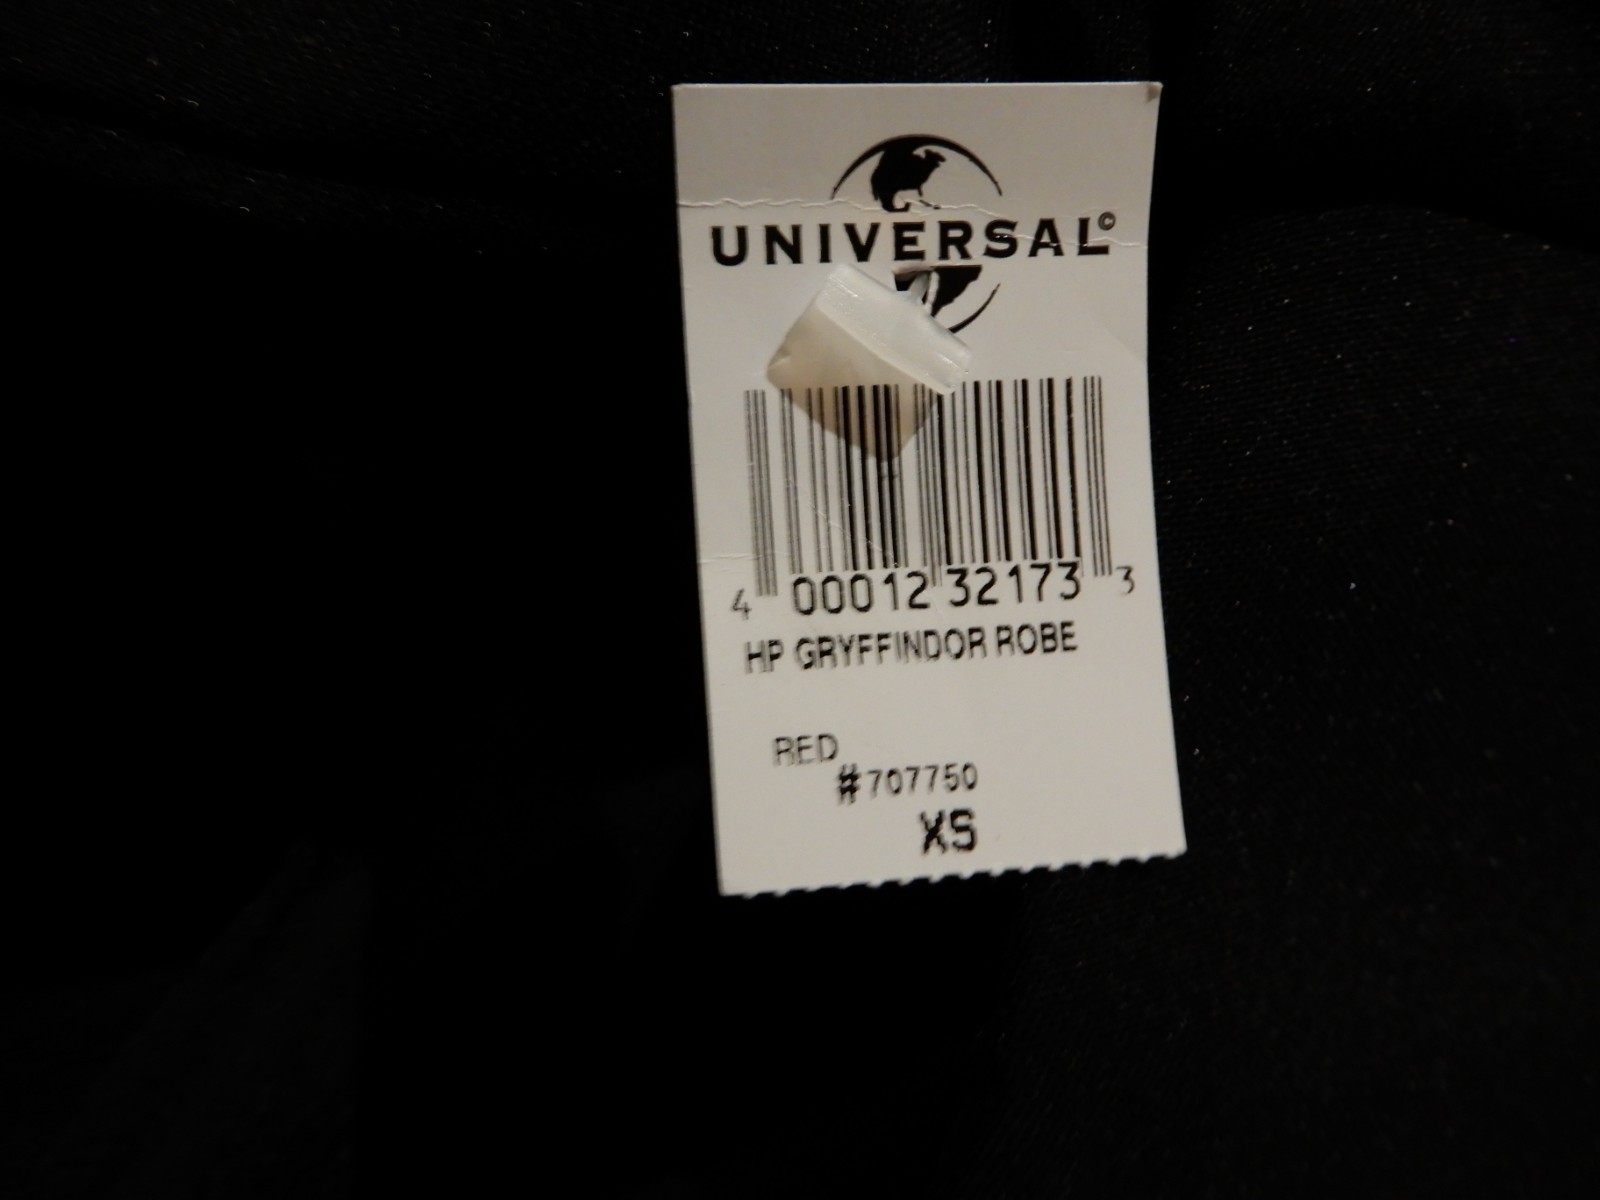 UNIVERSAL©
4 00012 32173 3
HP GRYFFINDOR ROBE
RED
#707750
XS